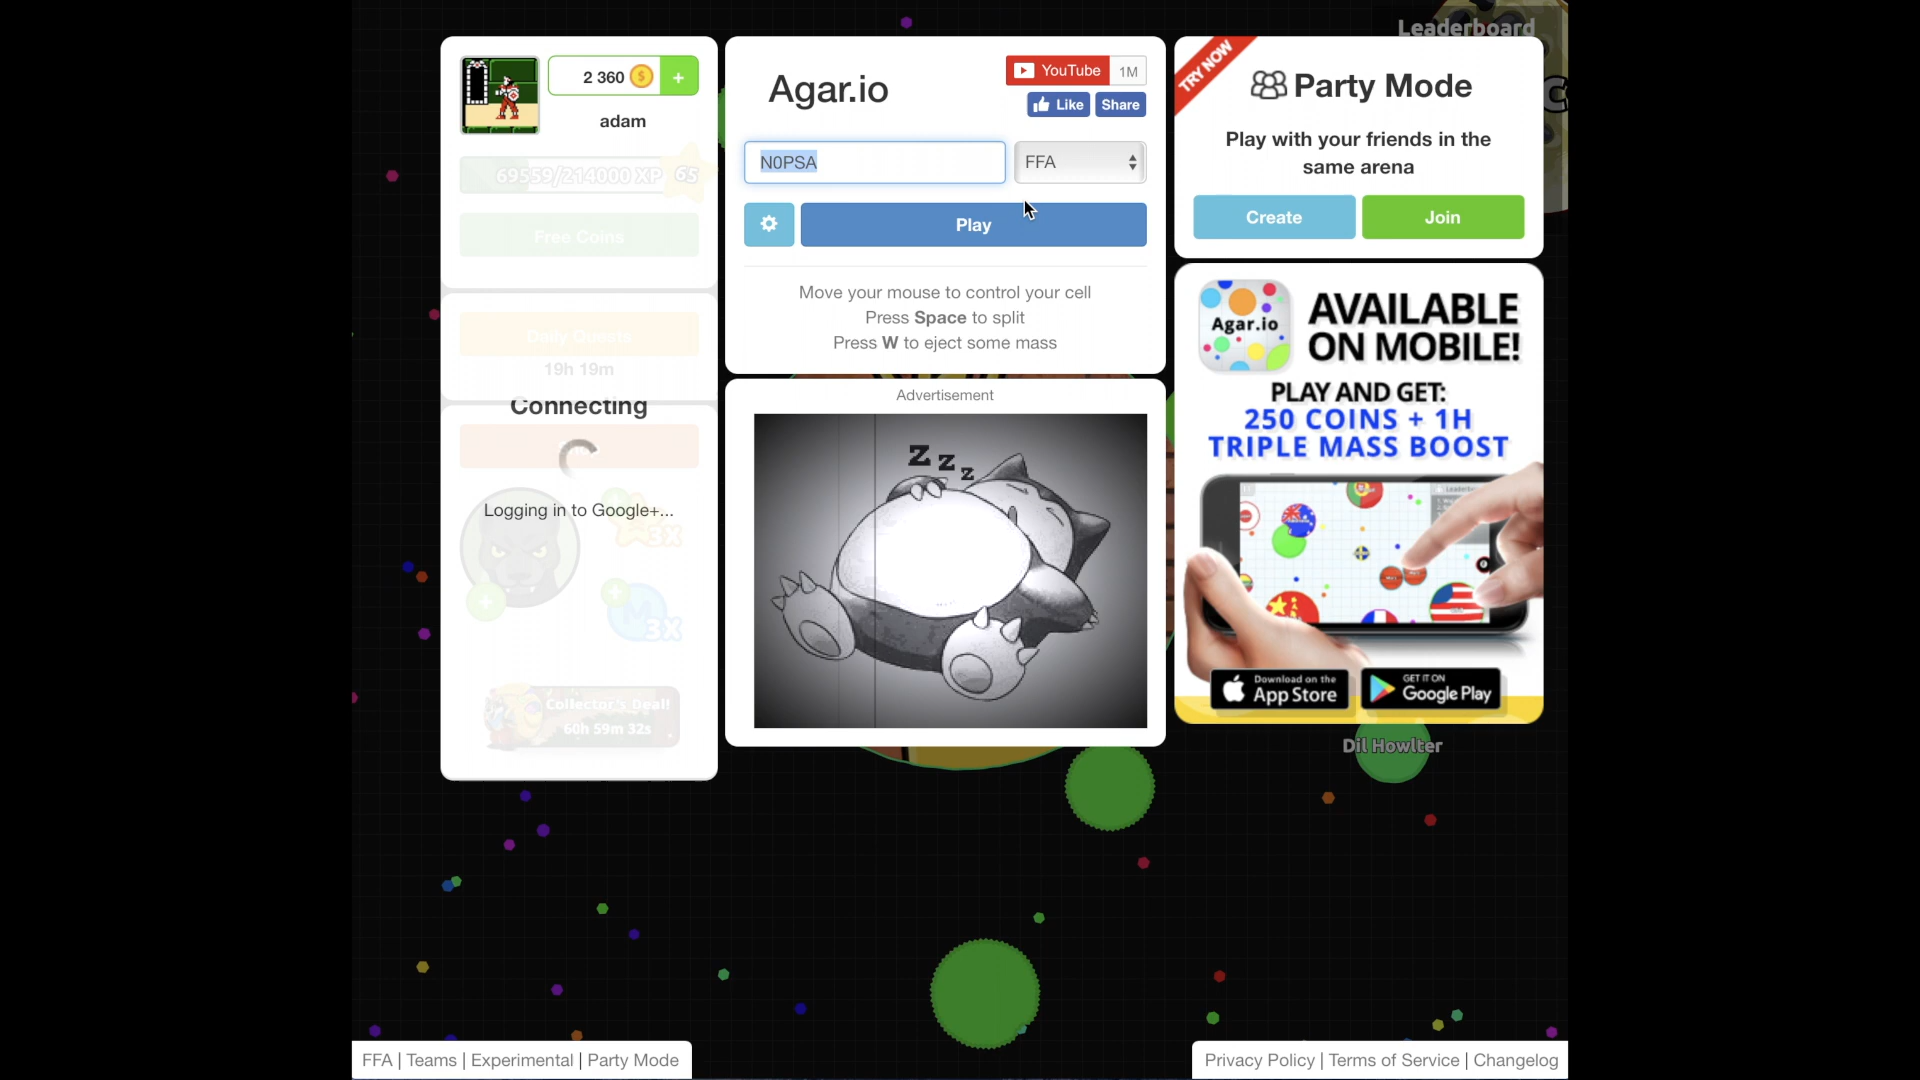 2 360
+
adam
69559/214000 XP 65
Free Coins
Daily Quests
19h 19m
Connecting
Logging in to Google+...
3X
3X
Collector's Deal!
60h 59m 32s
Agar.io
YouTube 1M
Like Share
N0PSA
FFA
Play
Move your mouse to control your cell
Press Space to split
Press W to eject some mass
Advertisement
Z z z
Leaderboard
TRY NOW
Party Mode
Play with your friends in the
same arena
Create
Join
Agar.io
AVAILABLE
ON MOBILE!
PLAY AND GET:
250 COINS + 1H
TRIPLE MASS BOOST
Download on the
App Store
GET IT ON
Google Play
Dil Howlter
FFA | Teams | Experimental | Party Mode
Privacy Policy | Terms of Service | Changelog